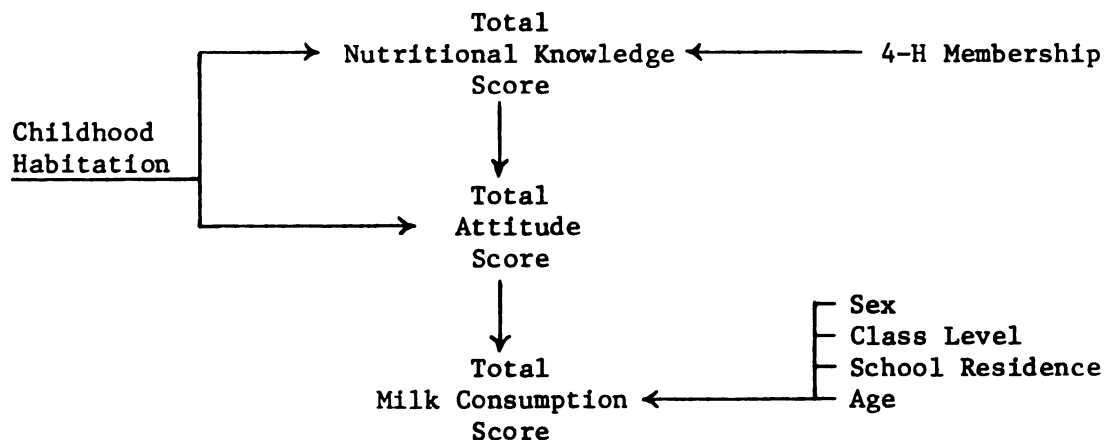 Total
Nutritional Knowledge
Score
4-H Membership
Childhood
Habitation
Total
Attitude
Score
Sex
Class Level
School Residence
Age
Total
Milk Consumption
Score